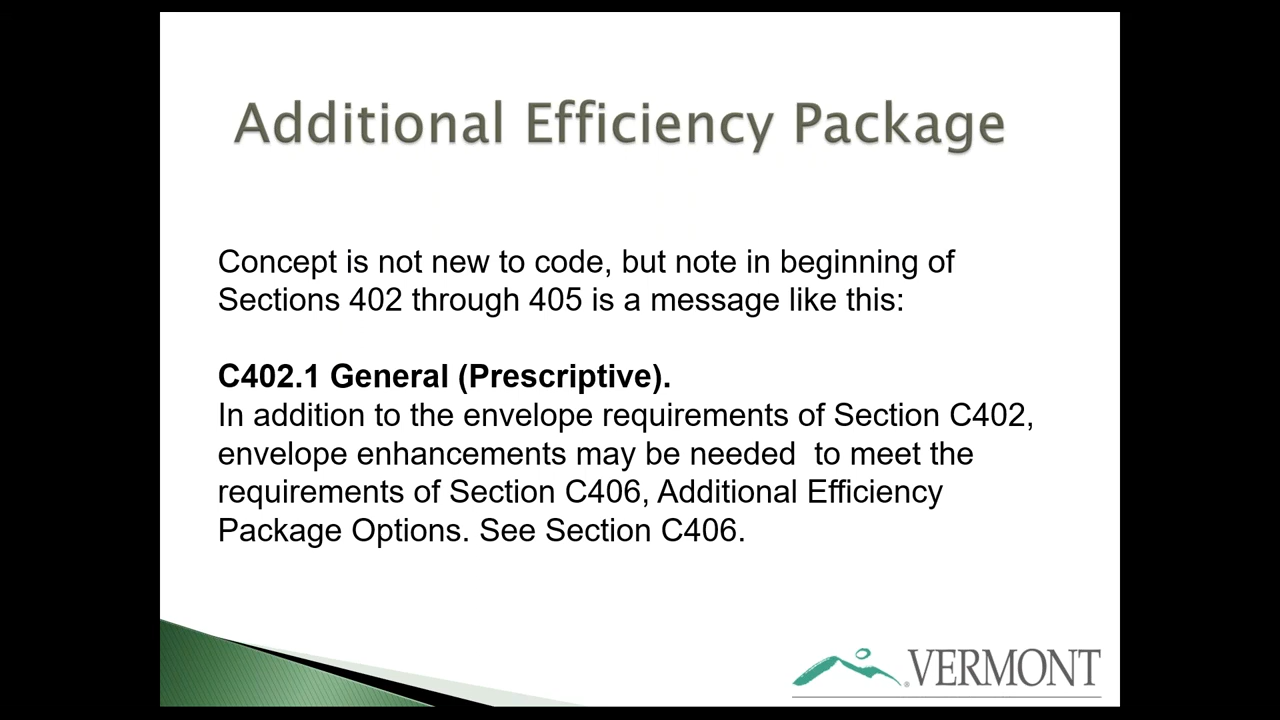 Additional Efficiency Package
Concept is not new to code, but note in beginning of
Sections 402 through 405 is a message like this:
C402.1 General (Prescriptive).
In addition to the envelope requirements of Section C402,
envelope enhancements may be needed  to meet the
requirements of Section C406, Additional Efficiency
Package Options. See Section C406.
VERMONT